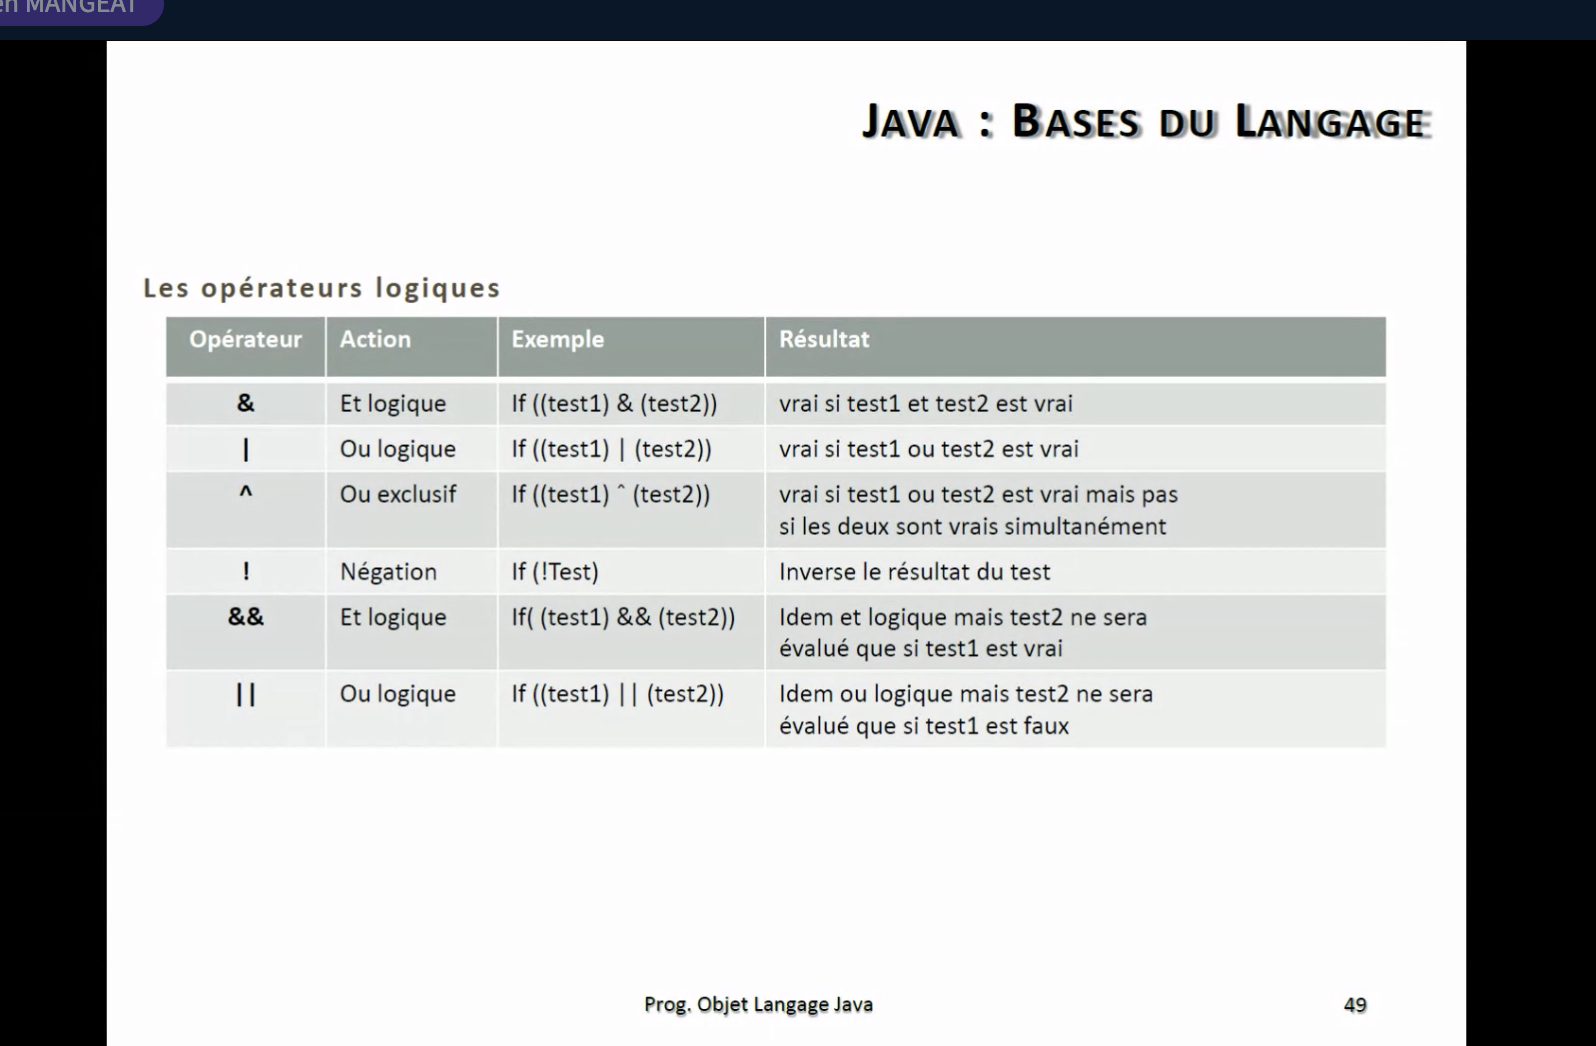 en MANGEAT
JAVA : BASES DU LANGAGE
Les opérateurs logiques
Opérateur Action Exemple Résultat
& Et logique If ((test1) & (test2)) vrai si test1 et test2 est vrai
| Ou logique If ((test1) | (test2)) vrai si test1 ou test2 est vrai
^ Ou exclusif If ((test1) ˆ (test2)) vrai si test1 ou test2 est vrai mais pas
si les deux sont vrais simultanément
! Négation If (!Test) Inverse le résultat du test
&& Et logique If( (test1) && (test2)) Idem et logique mais test2 ne sera
évalué que si test1 est vrai
|| Ou logique If ((test1) || (test2)) Idem ou logique mais test2 ne sera
évalué que si test1 est faux
Prog. Objet Langage Java
49